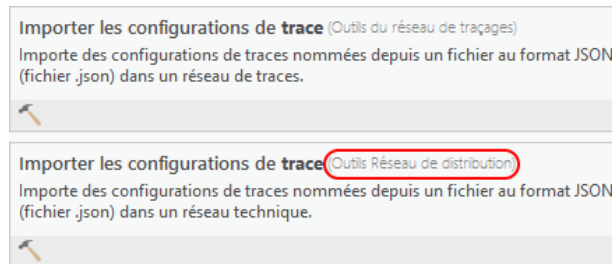 Importer les configurations de trace (Outils du réseau de traçages)
Importe des configurations de traces nommées depuis un fichier au format JSON
(fichier .json) dans un réseau de traces.
Importer les configurations de trace (Outils Réseau de distribution)
Importe des configurations de traces nommées depuis un fichier au format JSON
(fichier .json) dans un réseau technique.